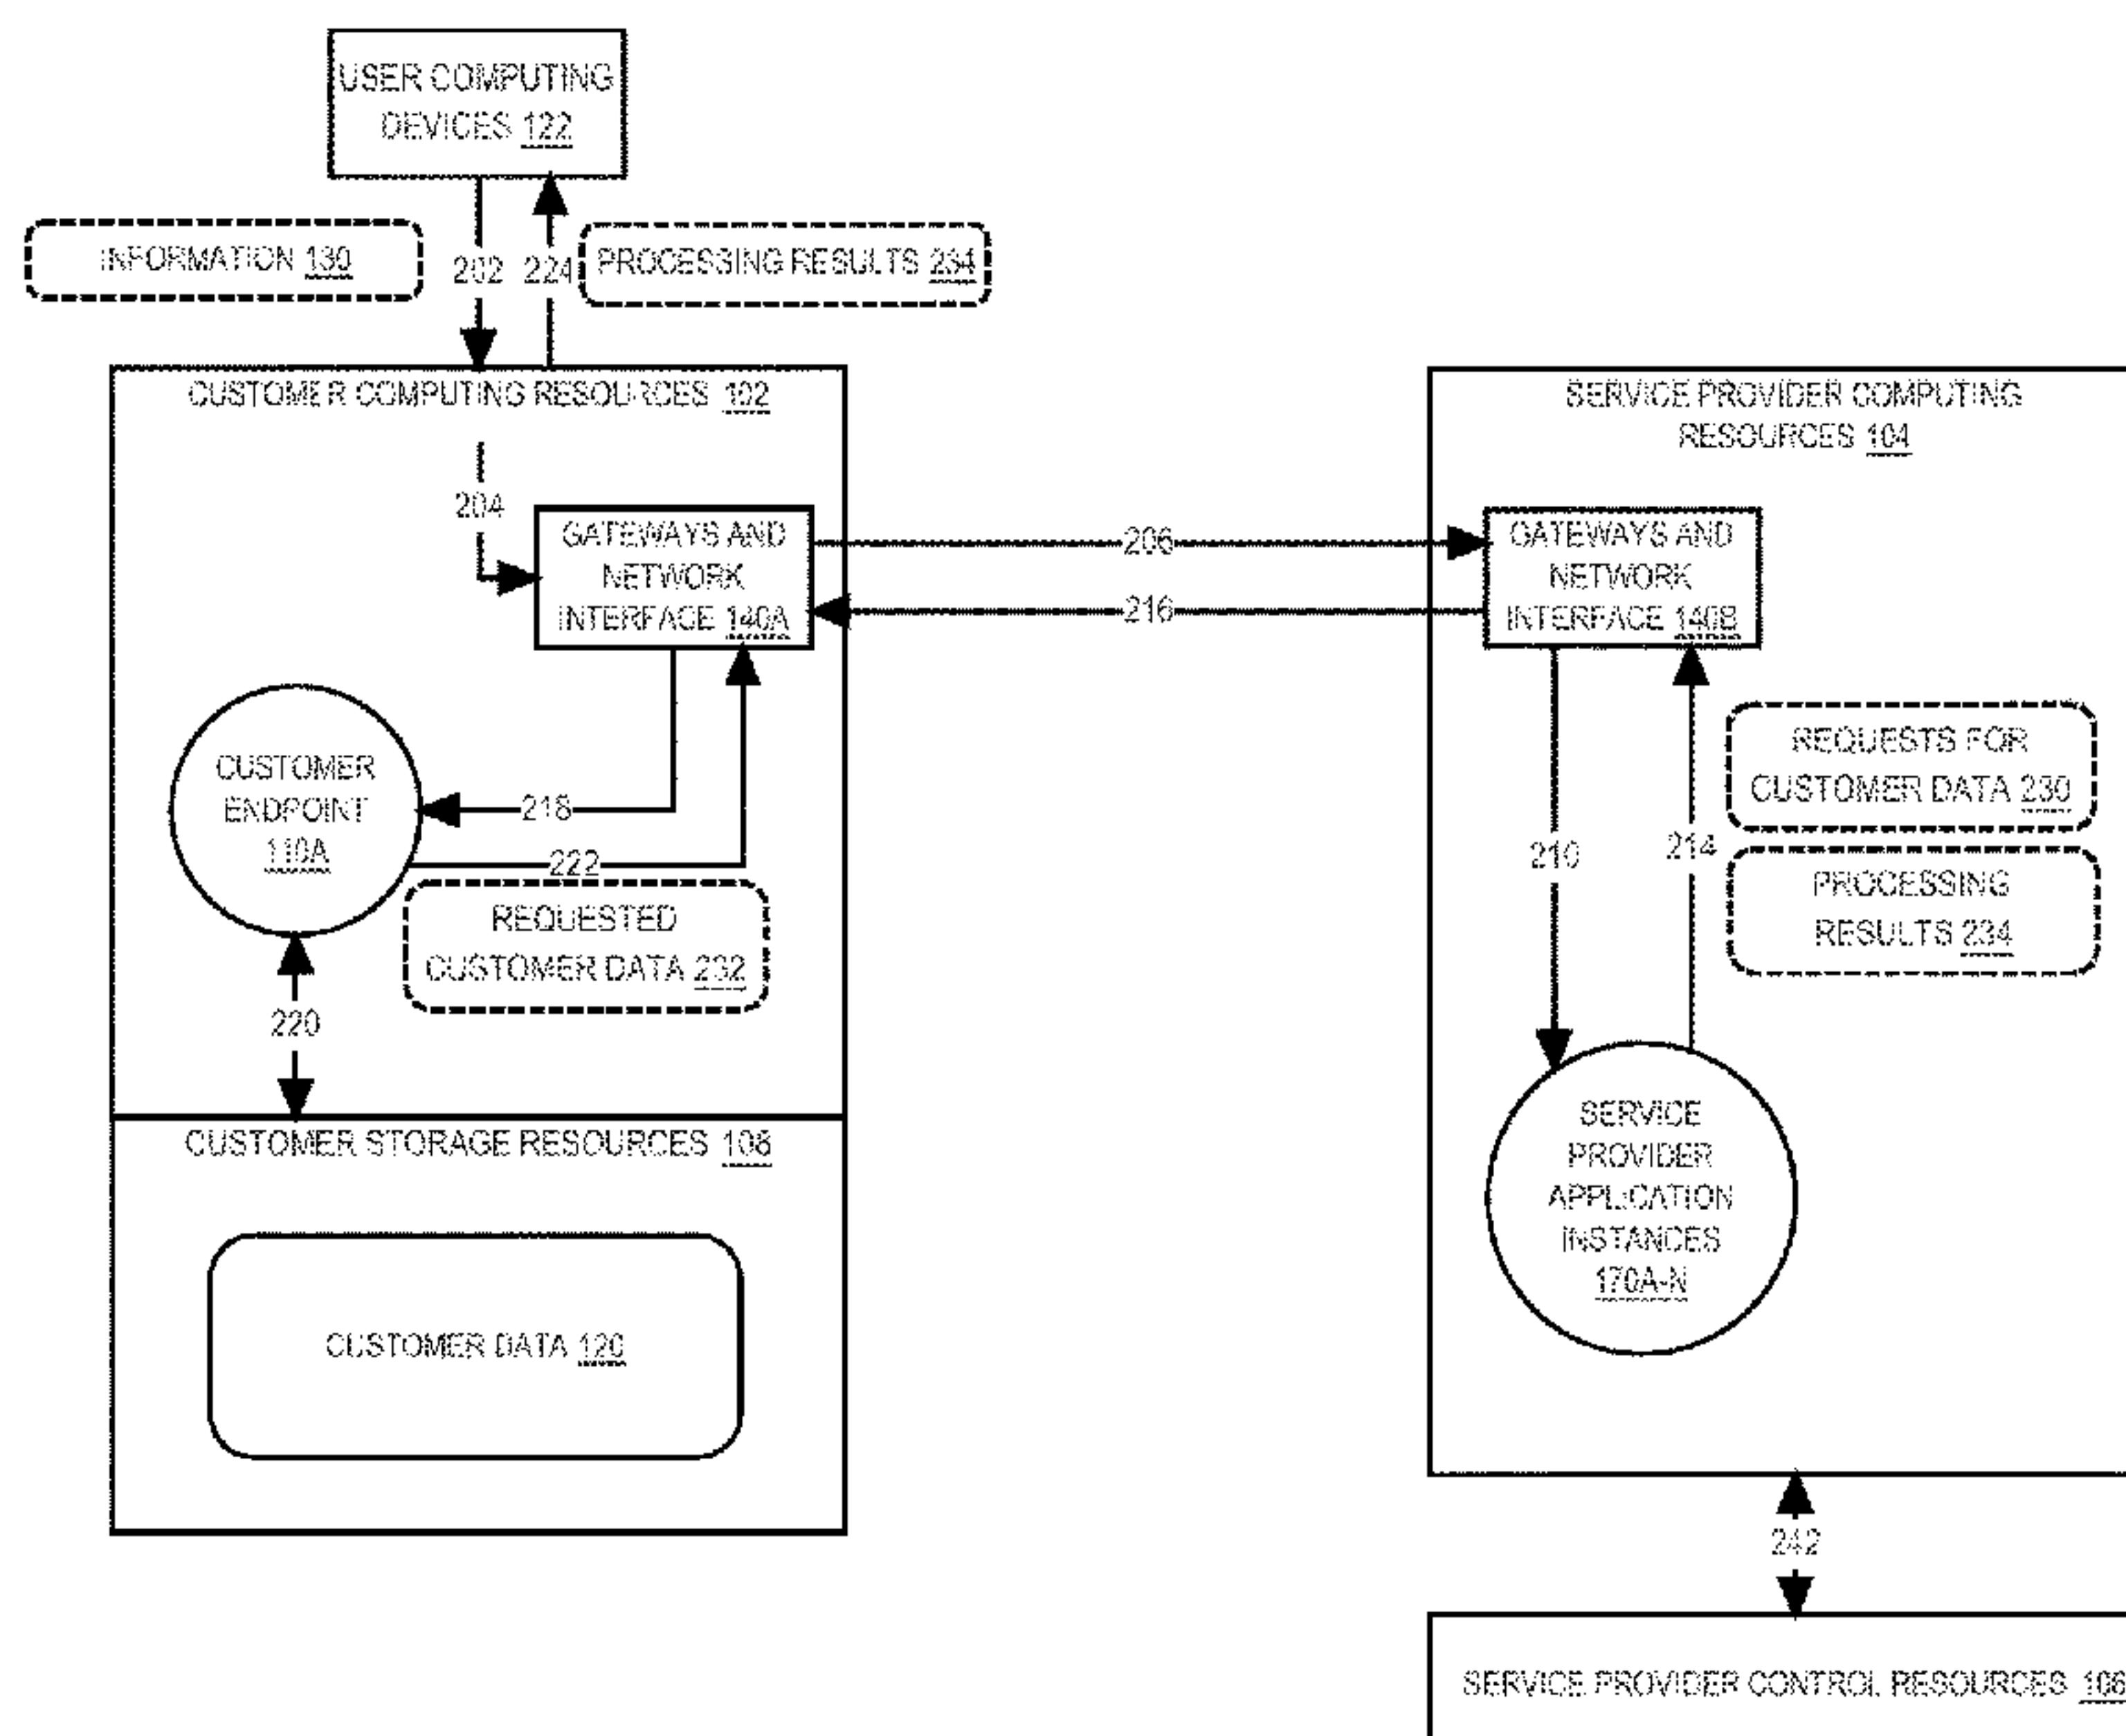 USER COMPUTING
DEVICES 122
INFORMATION 130
202
224
PROCESSING RESULTS 234
CUSTOMER COMPUTING RESOURCES 102
204
GATEWAYS AND
NETWORK
INTERFACE 140A
CUSTOMER
ENDPOINT
110A
218
222
REQUESTED
CUSTOMER DATA 232
220
CUSTOMER STORAGE RESOURCES 108
CUSTOMER DATA 120
206
216
SERVICE PROVIDER COMPUTING
RESOURCES 104
GATEWAYS AND
NETWORK
INTERFACE 140B
210
214
REQUESTS FOR
CUSTOMER DATA 230
PROCESSING
RESULTS 234
SERVICE
PROVIDER
APPLICATION
INSTANCES
170A-N
242
SERVICE PROVIDER CONTROL RESOURCES 106